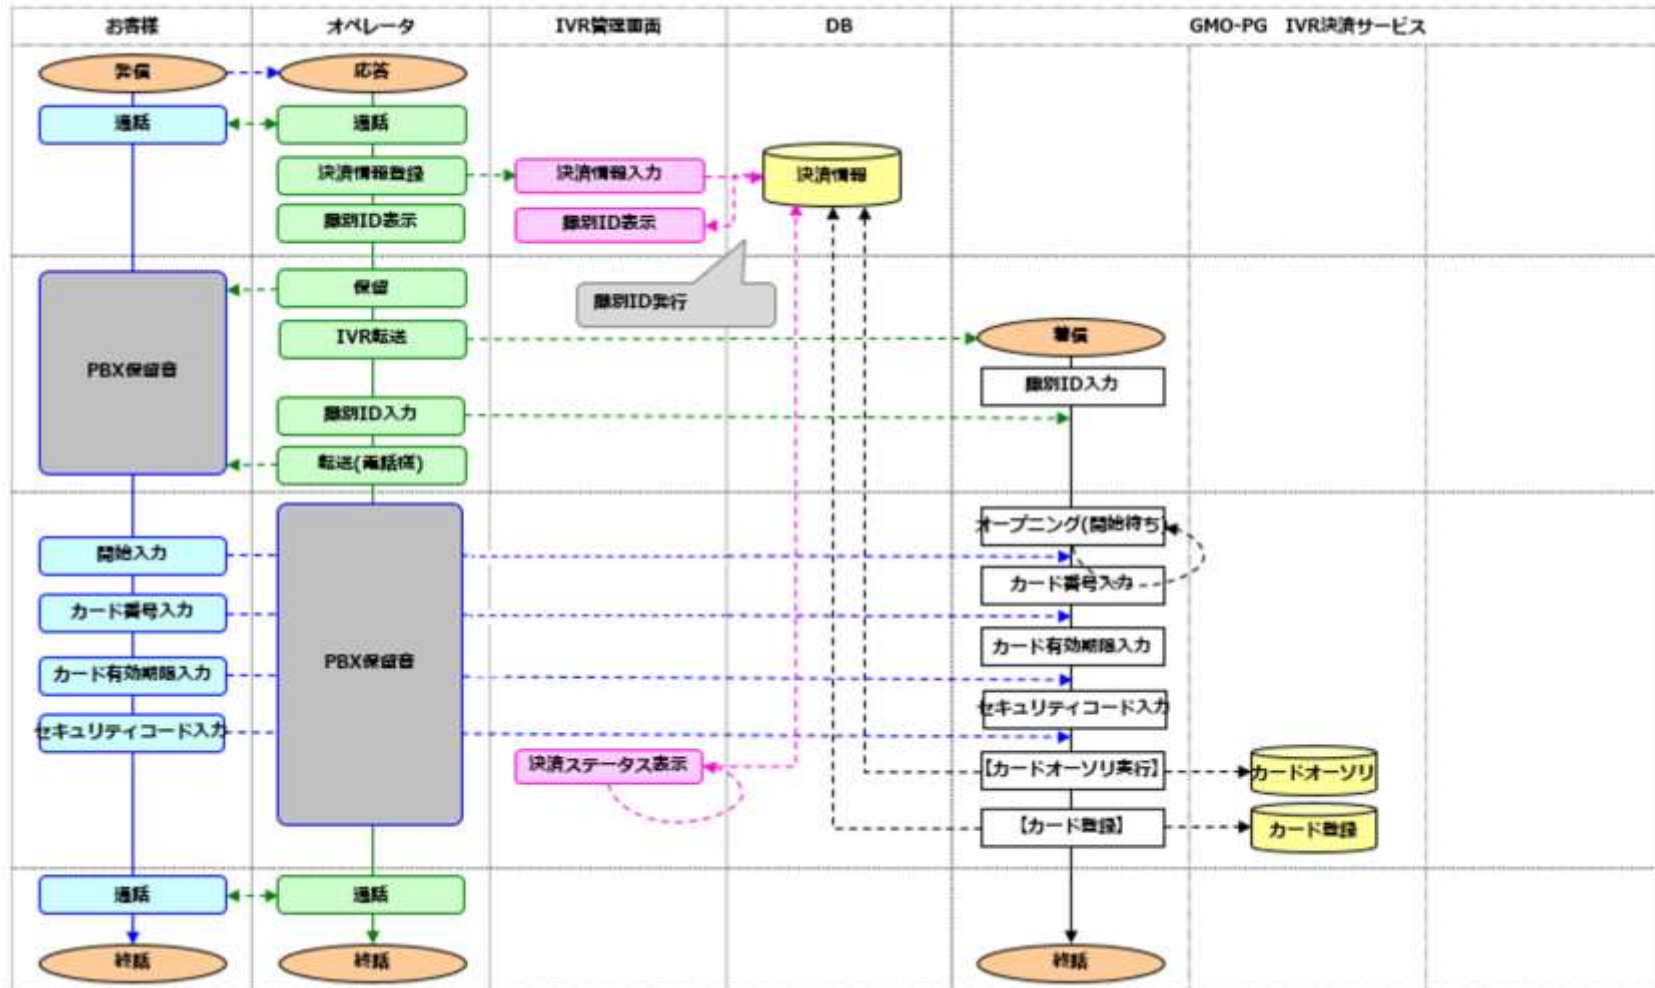 お客様 オペレータ IVR管理画面 DB GMO-PG IVR決済サービス
発信 応答
通話 通話
決済情報登録 決済情報入力 決済情報
識別ID表示 識別ID表示
保留
識別ID発行
IVR転送 着信
PBX保留音
識別ID入力
識別ID入力
転送(電話機)
オープニング(開始待ち)
開始入力
カード番号入力
カード番号入力
カード有効期限入力
PBX保留音
カード有効期限入力
セキュリティコード入力
セキュリティコード入力
決済ステータス表示 【カードオーソリ実行】 カードオーソリ
【カード登録】 カード登録
通話 通話
終話 終話 終話